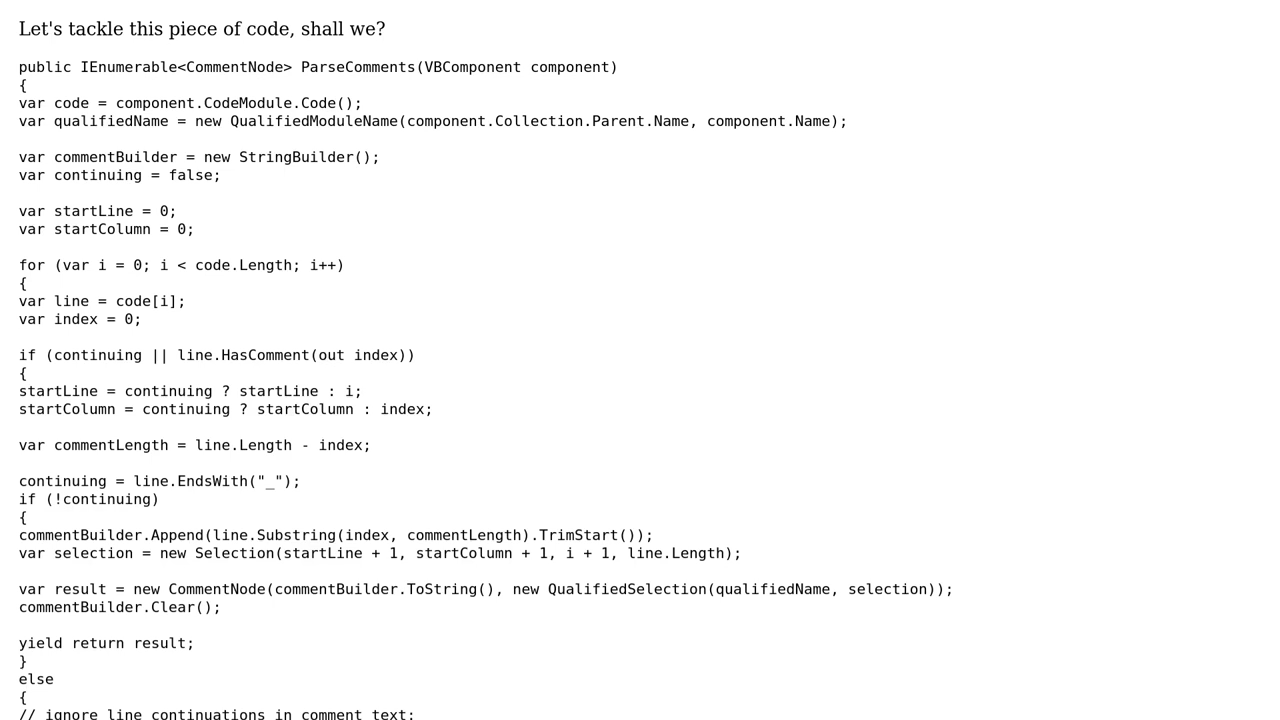 Let's tackle this piece of code, shall we?
public IEnumerable<CommentNode> ParseComments(VBComponent component)
{
var code = component.CodeModule.Code();
var qualifiedName = new QualifiedModuleName(component.Collection.Parent.Name, component.Name);
var commentBuilder = new StringBuilder();
var continuing = false;
var startLine = 0;
var startColumn = 0;
for (var i = 0; i < code.Length; i++)
{
var line = code[i];
var index = 0;
if (continuing || line.HasComment(out index))
{
startLine = continuing ? startLine : i;
startColumn = continuing ? startColumn : index;
var commentLength = line.Length - index;
continuing = line.EndsWith("_");
if (!continuing)
{
commentBuilder.Append(line.Substring(index, commentLength).TrimStart());
var selection = new Selection(startLine + 1, startColumn + 1, i + 1, line.Length);
var result = new CommentNode(commentBuilder.ToString(), new QualifiedSelection(qualifiedName, selection));
commentBuilder.Clear();
yield return result;
}
else
{
// ignore line continuations in comment text: